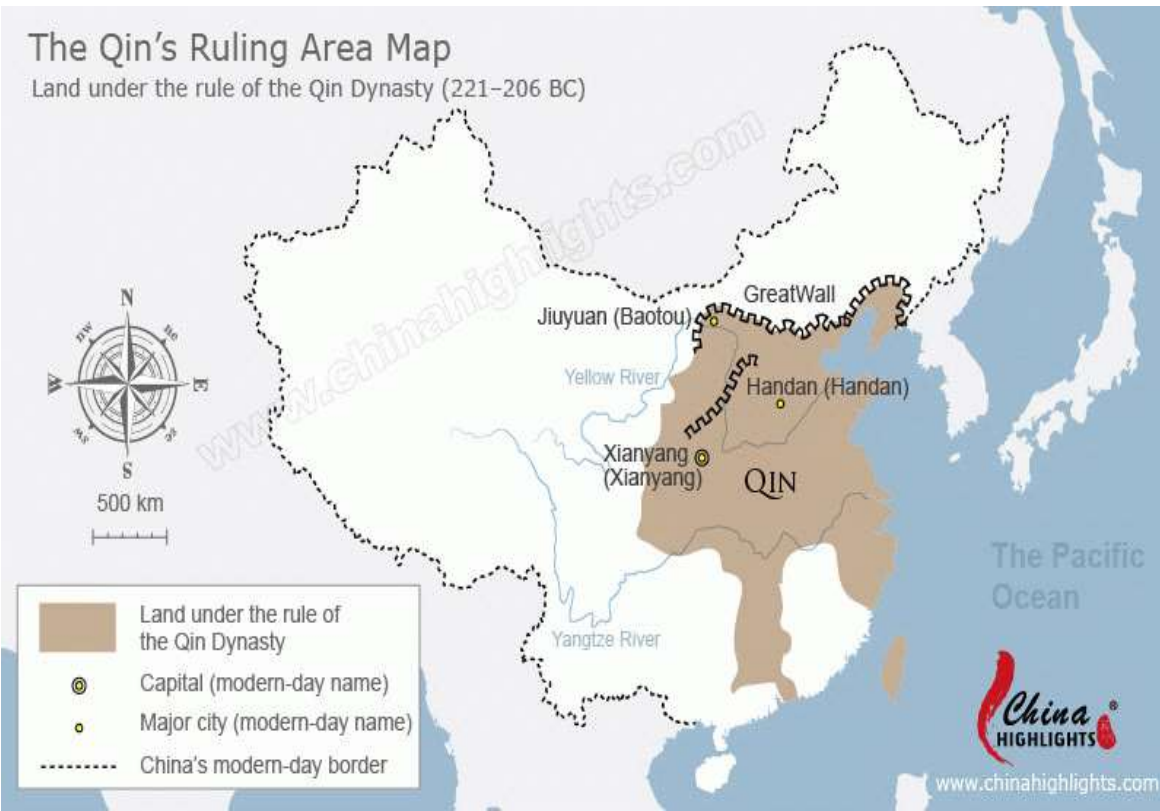 The Qin's Ruling Area Map
Land under the rule of the Qin Dynasty (221–206 BC)
www.chinahighlights.com
GreatWall
Jiuyuan (Baotou)
Yellow River
Handan (Handan)
Xianyang
(Xianyang)
QIN
N
nw
ne
W
E
sw
se
S
500 km
The Pacific
Ocean
Yangtze River
Land under the rule of
the Qin Dynasty
Capital (modern-day name)
Major city (modern-day name)
China's modern-day border
China ®
HIGHLIGHTS
www.chinahighlights.com